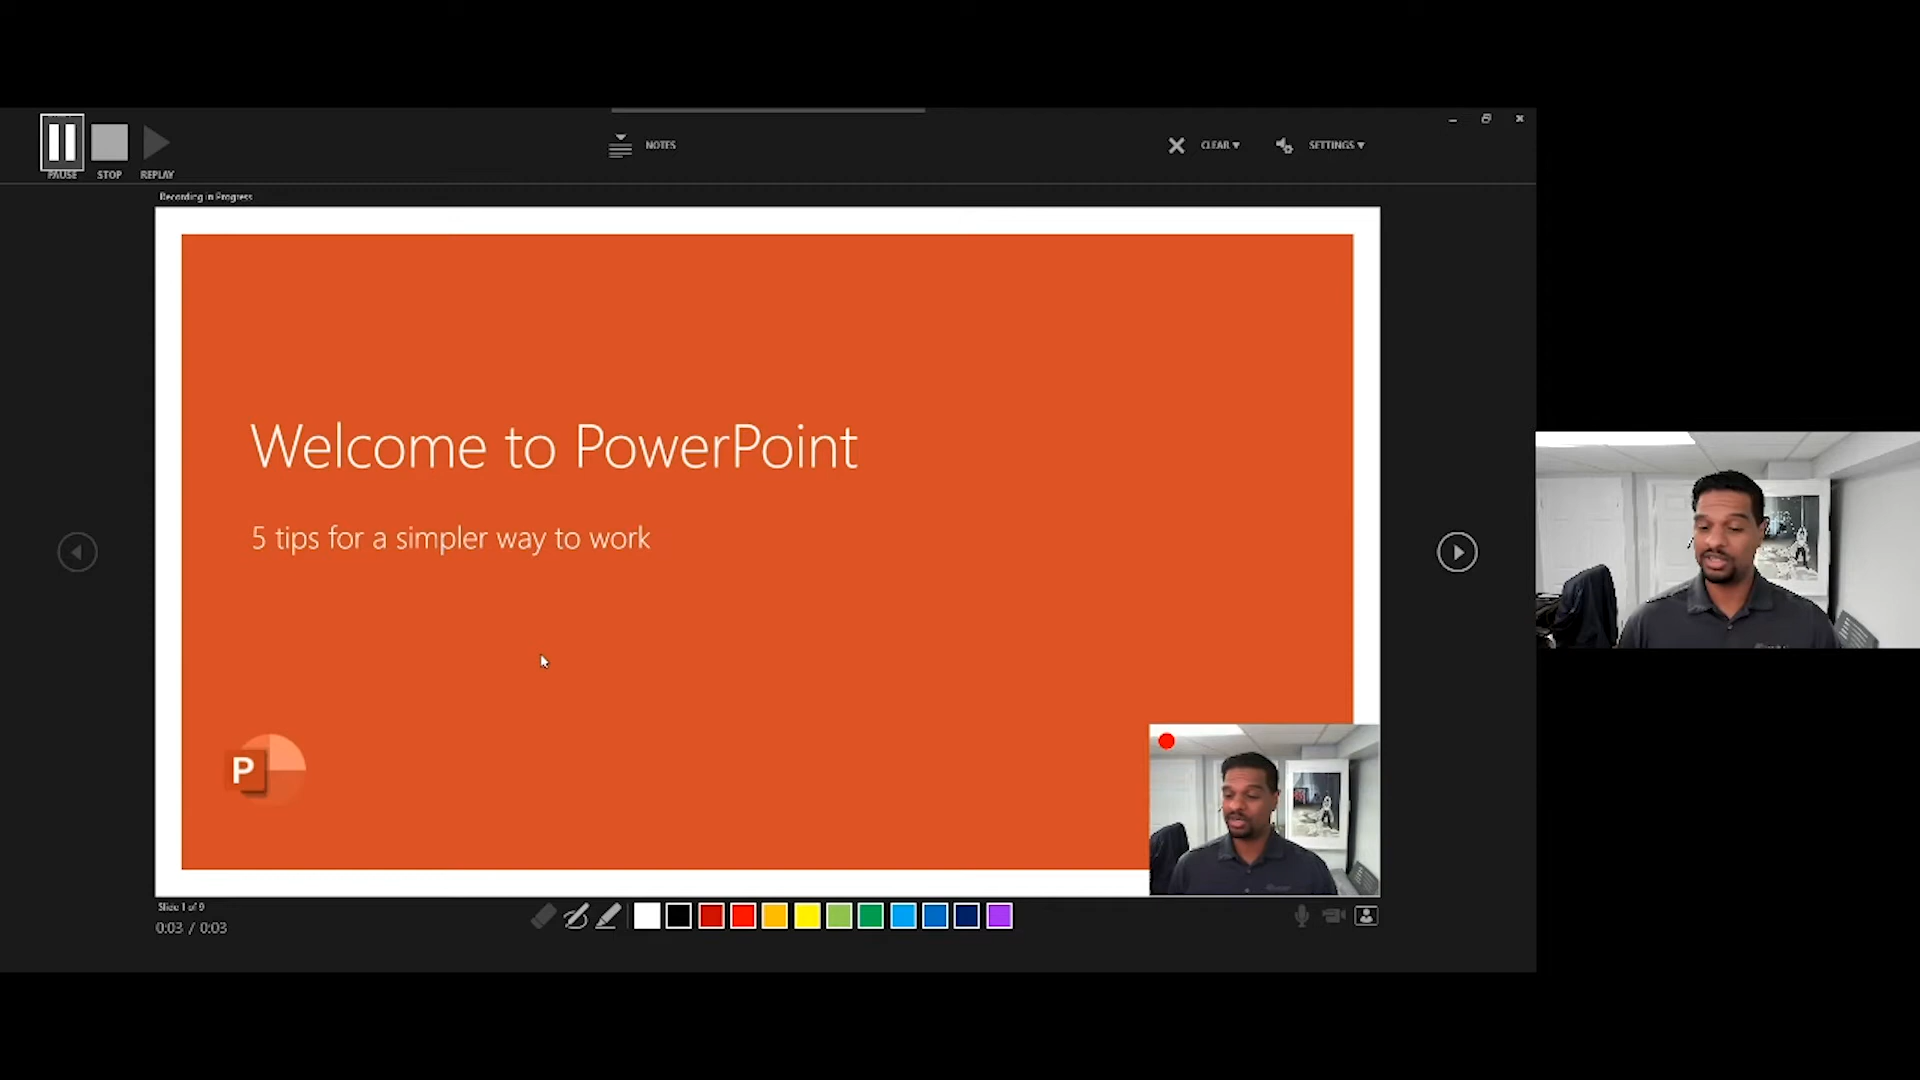 PAUSE
STOP
REPLAY
NOTES
CLEAR
SETTINGS
Recording in Progress
Welcome to PowerPoint
5 tips for a simpler way to work
P
Slide 1 of 9
0:03 / 0:03